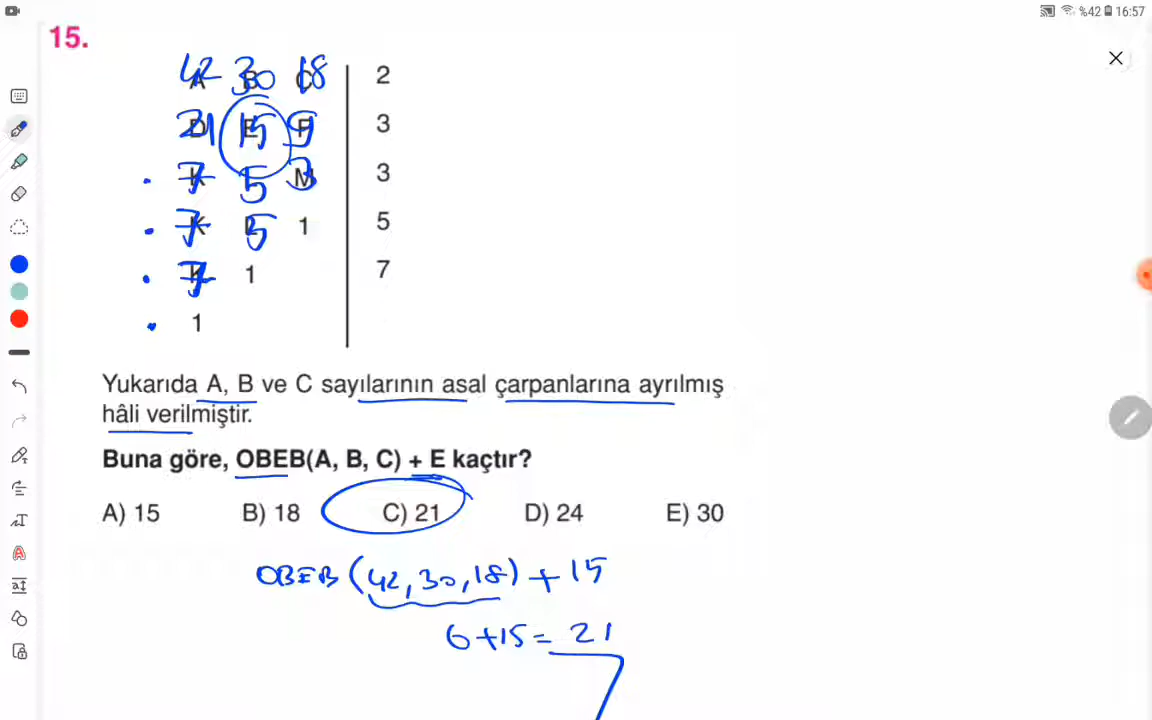 %42 16:57
15.
42 30 18 2
21 15 9 3
7 5 3 3
7 5 1 5
7 1 7
1
Yukarıda A, B ve C sayılarının asal çarpanlarına ayrılmış
hâli verilmiştir.
Buna göre, OBEB(A, B, C) + E kaçtır?
A) 15 B) 18 C) 21 D) 24 E) 30
OBEB (42,30,18) + 15
6+15= 21